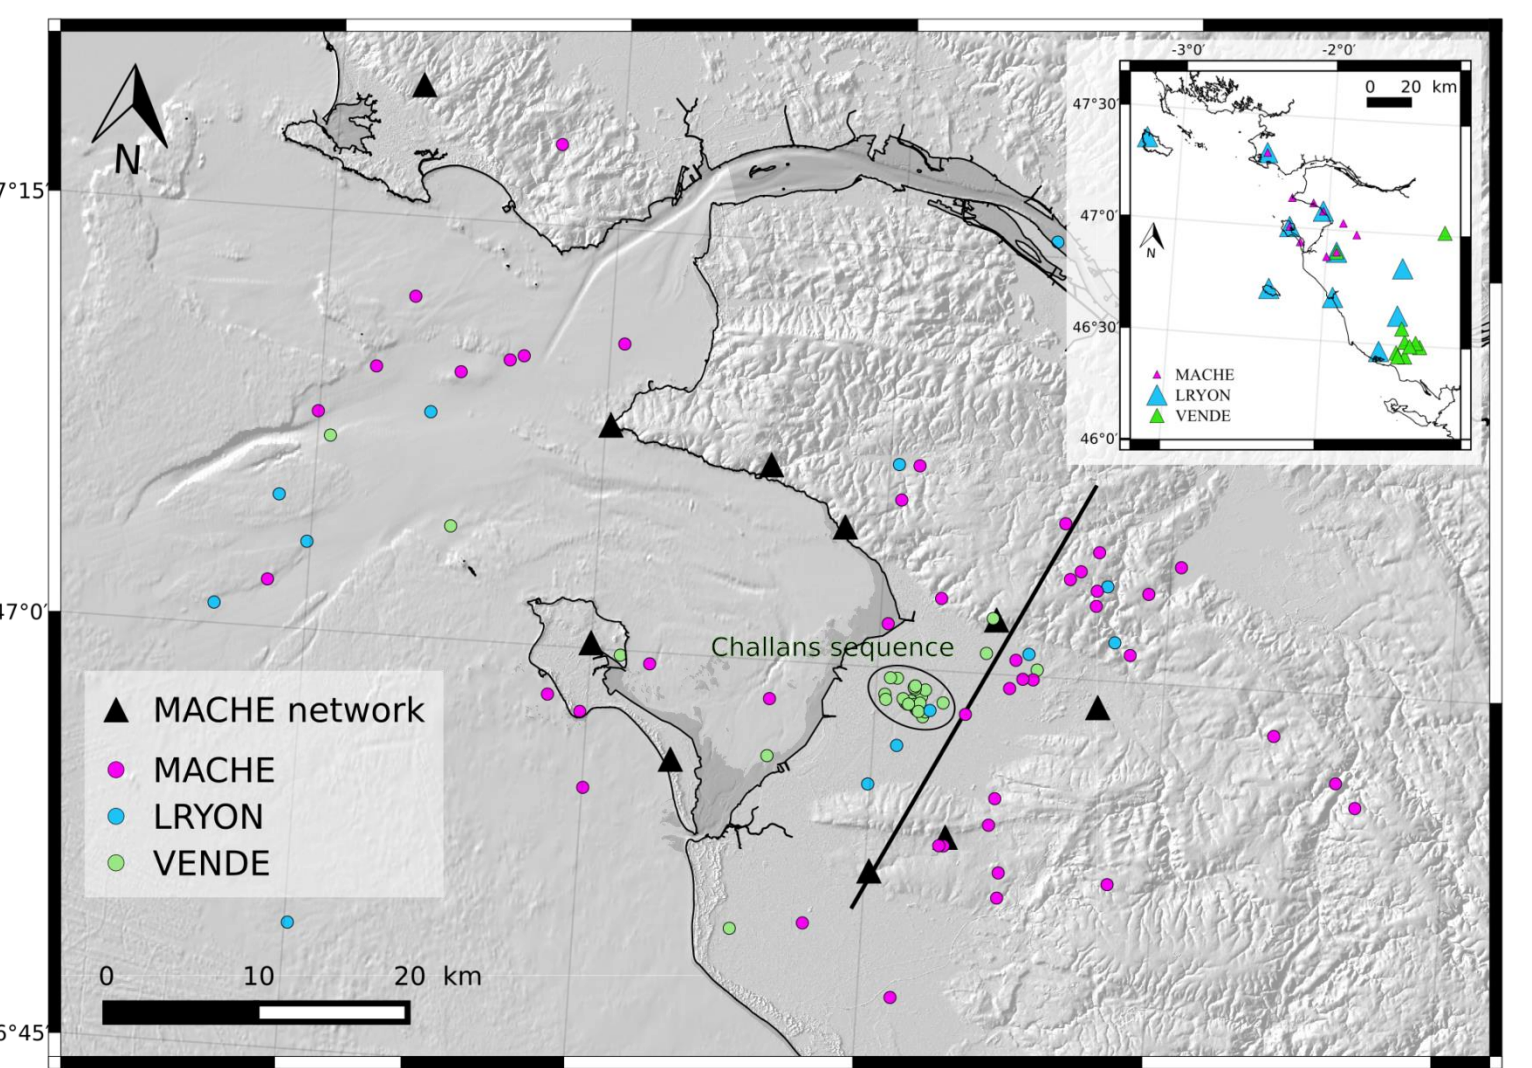 -3°0′ -2°0′
0 20 km
47°30′
N
7°15′
47°0′
N
46°30′
MACHE
LRYON
VENDE
46°0′
47°0′
Challans sequence
MACHE network
MACHE
LRYON
VENDE
0 10 20 km
6°45′